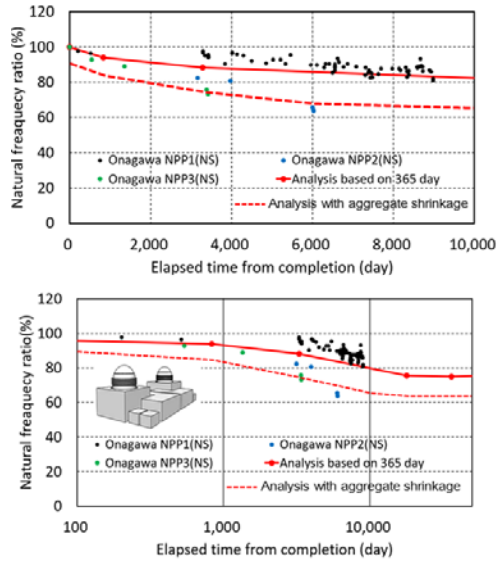 Natural freaquecy ratio (%)
120
100
80
60
40
20
0
Onagawa NPP1(NS)
Onagawa NPP2(NS)
Onagawa NPP3(NS)
Analysis based on 365 day
Analysis with aggregate shrinkage
0
2,000
4,000
6,000
8,000
10,000
Elapsed time from completion (day)
Natural freaquecy ratio(%)
120
100
80
60
40
20
0
Onagawa NPP1(NS)
Onagawa NPP2(NS)
Onagawa NPP3(NS)
Analysis based on 365 day
Analysis with aggregate shrinkage
100
1,000
10,000
Elapsed time from completion (day)